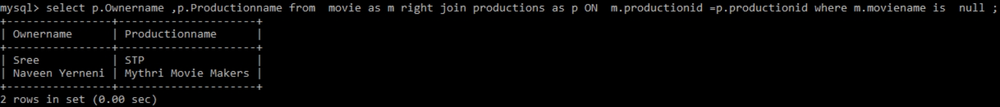 mysql> select p.Ownername ,p.Productionname from  movie as m right join productions as p ON  m.productionid =p.productionid where m.moviename is  null ;
+----------------+---------------------+
| Ownername      | Productionname      |
+----------------+---------------------+
| Sree           | STP                 |
| Naveen Yerneni | Mythri Movie Makers |
+----------------+---------------------+
2 rows in set (0.00 sec)